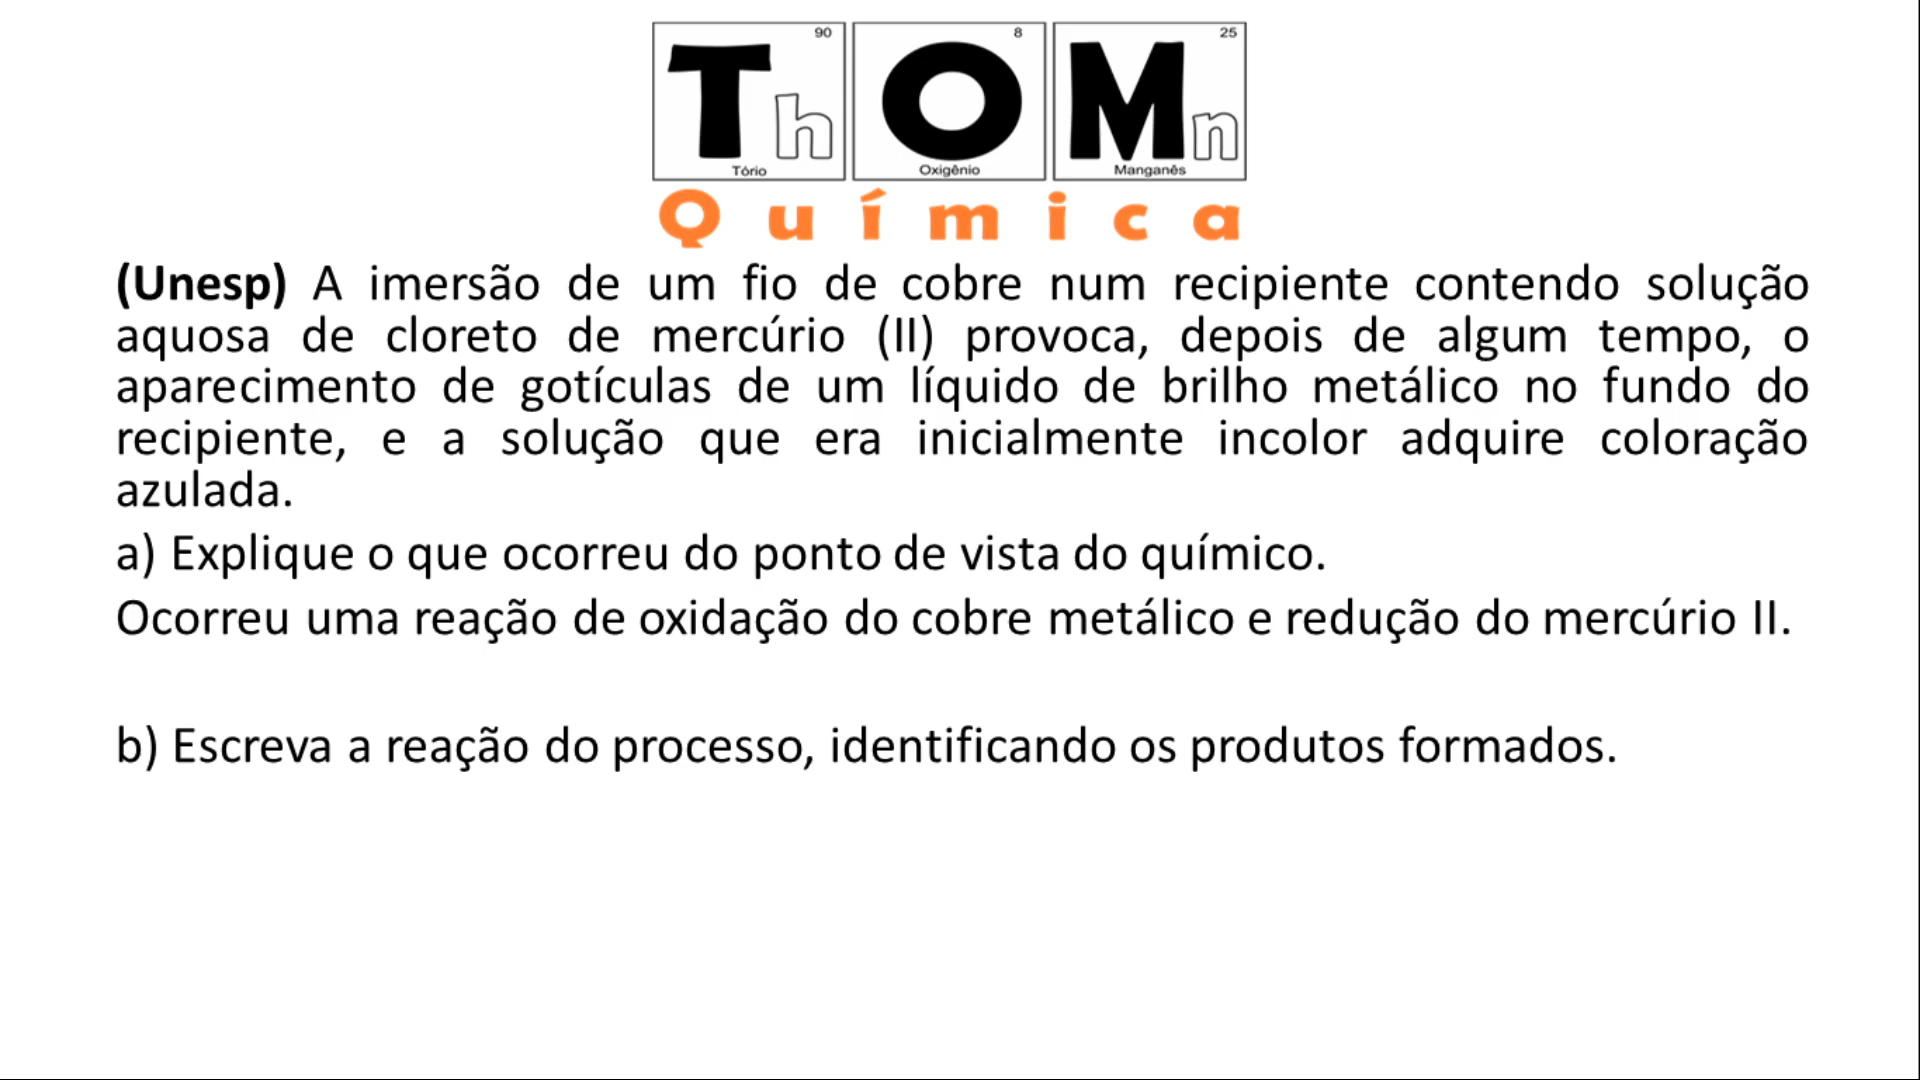 90 8 25
Th O Mn
Tório Oxigênio Manganês
Química
(Unesp) A imersão de um fio de cobre num recipiente contendo solução
aquosa de cloreto de mercúrio (II) provoca, depois de algum tempo, o
aparecimento de gotículas de um líquido de brilho metálico no fundo do
recipiente, e a solução que era inicialmente incolor adquire coloração
azulada.
a) Explique o que ocorreu do ponto de vista do químico.
Ocorreu uma reação de oxidação do cobre metálico e redução do mercúrio II.
b) Escreva a reação do processo, identificando os produtos formados.